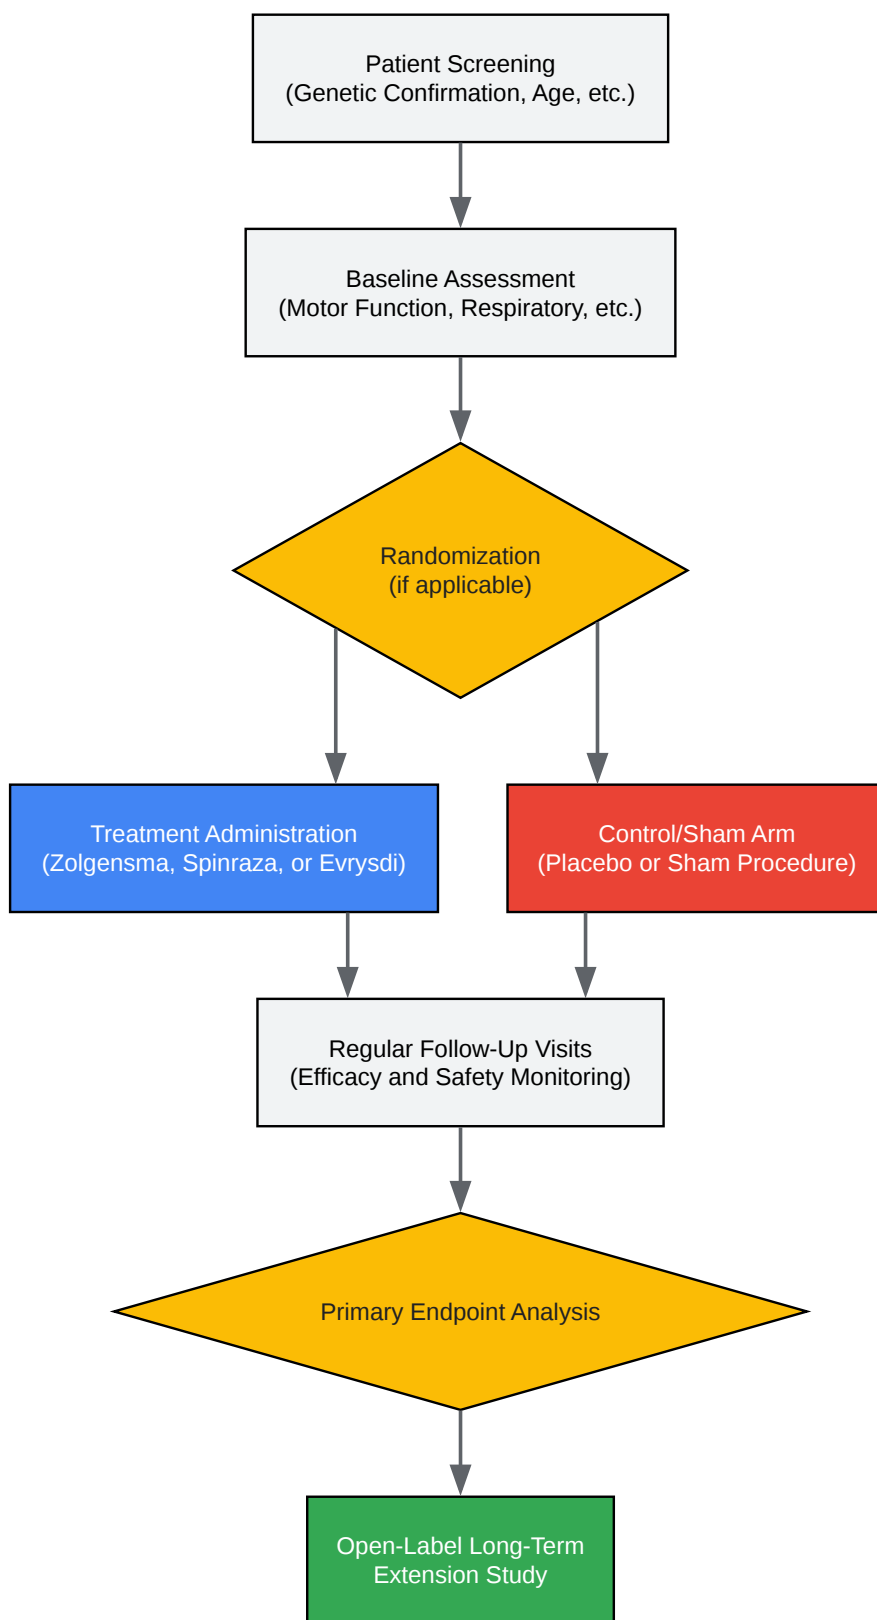 Patient Screening
(Genetic Confirmation, Age, etc.)
Baseline Assessment
(Motor Function, Respiratory, etc.)
Randomization
(if applicable)
Treatment Administration
(Zolgensma, Spinraza, or Evrysdi)
Control/Sham Arm
(Placebo or Sham Procedure)
Regular Follow-Up Visits
(Efficacy and Safety Monitoring)
Primary Endpoint Analysis
Open-Label Long-Term
Extension Study